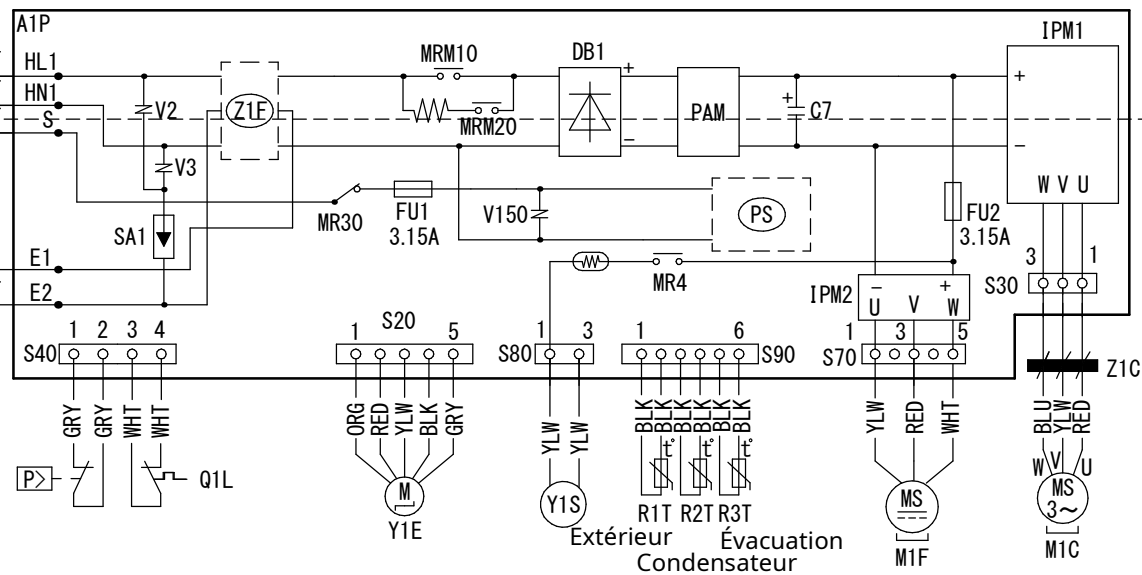 A1P
IPM1
HL1
MRM10
DB1
+
+
+
HN1
V2
Z1F
PAM
C7
S
MRM20
−
−
V3
W V U
MR30
FU1
3.15A
V150
PS
FU2
3.15A
SA1
E1
MR4
3 1
S30
E2
IPM2
− +
U V W
S40
1 2 3 4
S20
1 5
S80
1 3
1 6
S90
S70
1 3 5
Z1C
GRY GRY WHT WHT
ORG RED YLW BLK GRY
YLW YLW
BLK BLK BLK BLK BLK BLK
YLW RED WHT
BLU YLW RED
t° t° t°
W V U
P>
Q1L
M
Y1E
Y1S
R1T R2T R3T
MS
M1F
MS
3~
M1C
Extérieur
Évacuation
Condensateur